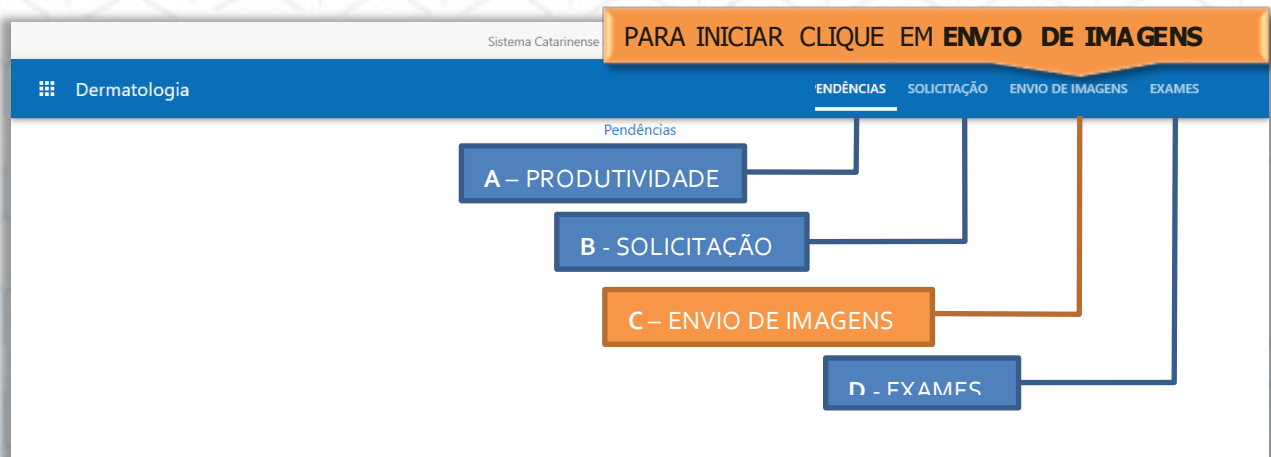 PARA INICIAR CLIQUE EM ENVIO DE IMAGENS
Sistema Catarinense
Dermatologia
PENDÊNCIAS SOLICITAÇÃO ENVIO DE IMAGENS EXAMES
Pendências
A – PRODUTIVIDADE
B - SOLICITAÇÃO
C – ENVIO DE IMAGENS
D - EXAMES